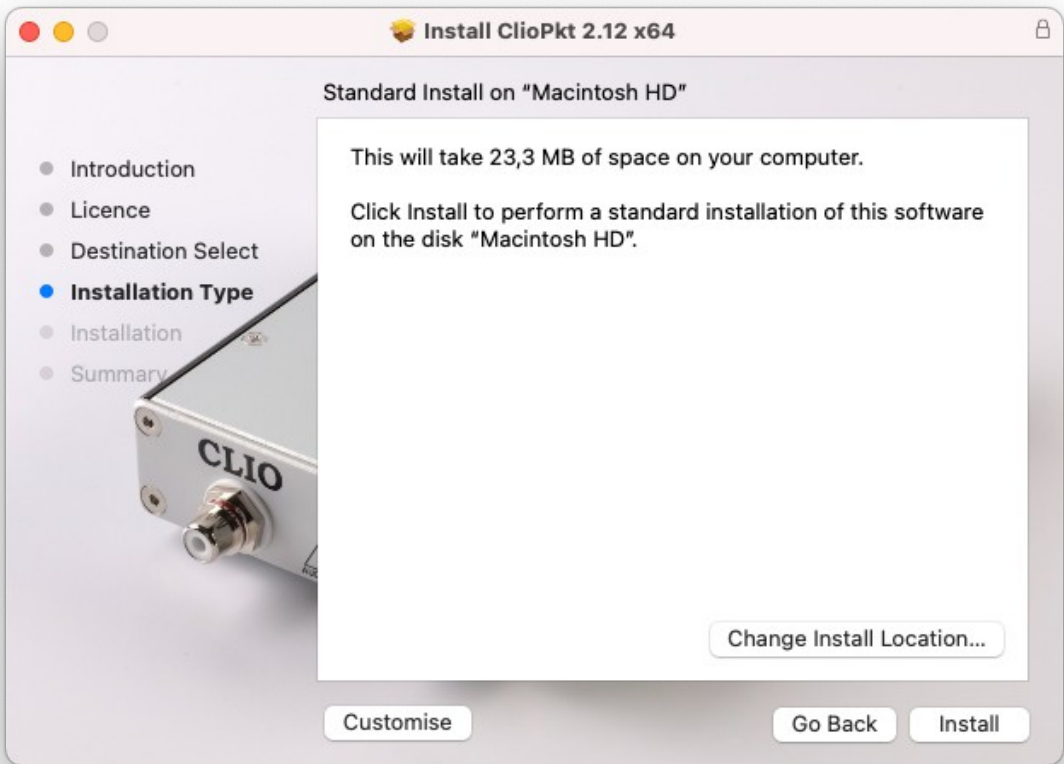 Install ClioPkt 2.12 x64
Standard Install on “Macintosh HD”
Introduction
Licence
Destination Select
Installation Type
Installation
Summary
This will take 23,3 MB of space on your computer.
Click Install to perform a standard installation of this software
on the disk “Macintosh HD”.
CLIO
Change Install Location...
Customise
Go Back
Install